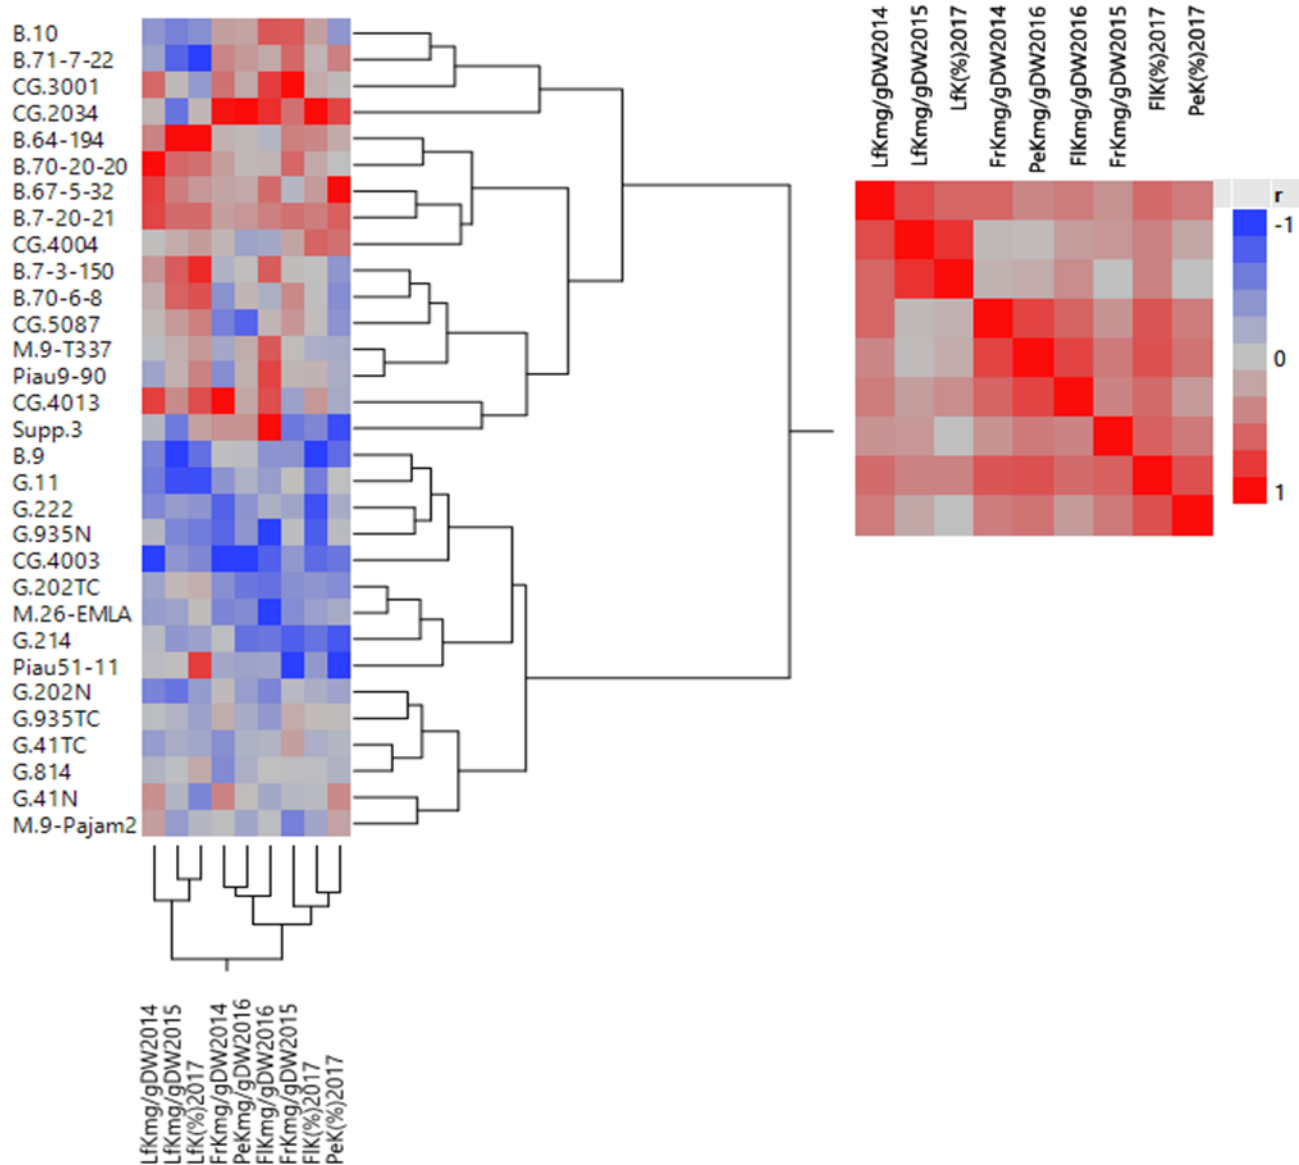 B.10
B.71-7-22
CG.3001
CG.2034
B.64-194
B.70-20-20
B.67-5-32
B.7-20-21
CG.4004
B.7-3-150
B.70-6-8
CG.5087
M.9-T337
Piau9-90
CG.4013
Supp.3
B.9
G.11
G.222
G.935N
CG.4003
G.202TC
M.26-EMLA
G.214
Piau51-11
G.202N
G.935TC
G.41TC
G.814
G.41N
M.9-Pajam2
LfKmg/gDW2014
LfKmg/gDW2015
LfK(%)2017
FrKmg/gDW2014
PeKmg/gDW2016
FlKmg/gDW2016
FrKmg/gDW2015
FlK(%)2017
PeK(%)2017
LfKmg/gDW2014
LfKmg/gDW2015
LfK(%)2017
FrKmg/gDW2014
PeKmg/gDW2016
FlKmg/gDW2016
FrKmg/gDW2015
FlK(%)2017
PeK(%)2017
r
-1
0
1